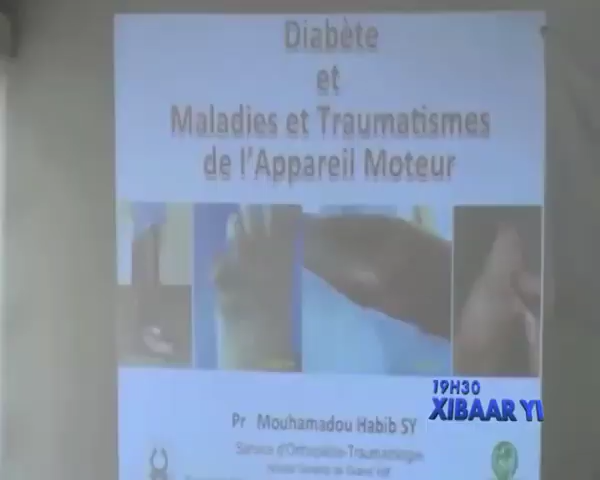 Diabète
et
Maladies et Traumatismes
de l'Appareil Moteur
19H30
XIBAAR YI
Pr Mouhamadou Habib SY
Service d'Orthopédie-Traumatologie